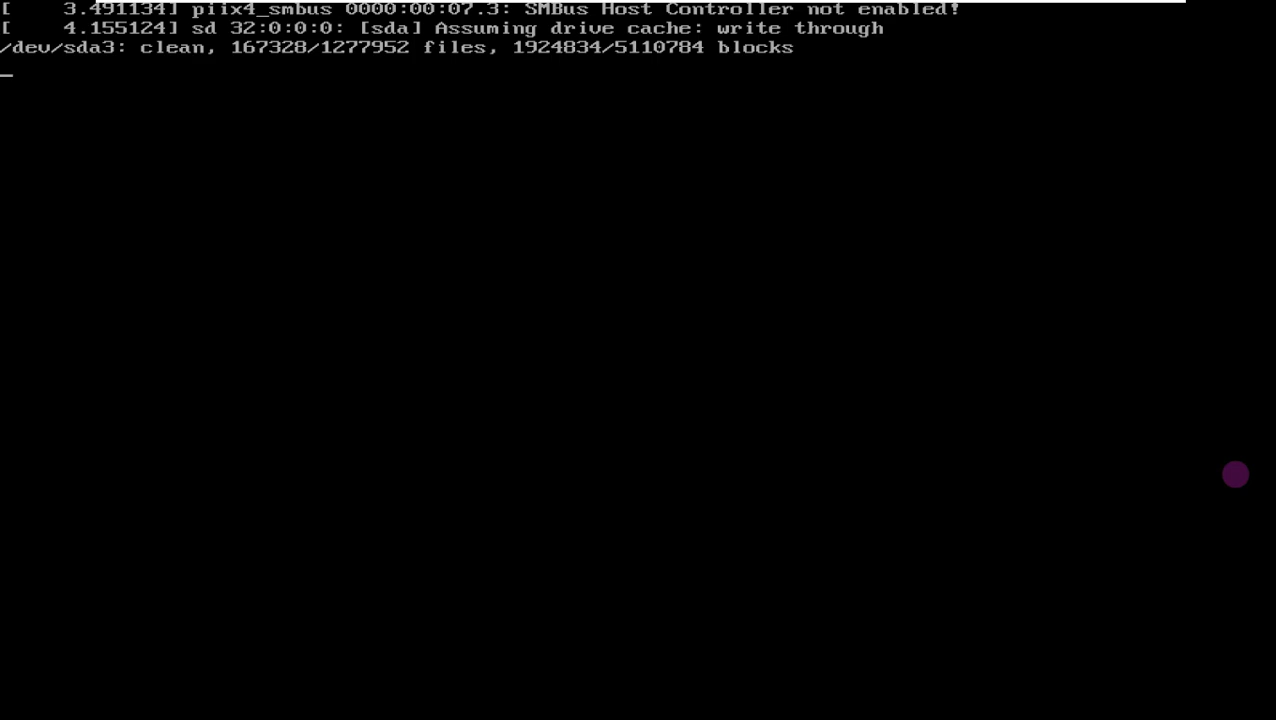 [    3.491134] piix4_smbus 0000:00:07.3: SMBus Host Controller not enabled!
[    4.155124] sd 32:0:0:0: [sda] Assuming drive cache: write through
/dev/sda3: clean, 167328/1277952 files, 1924834/5110784 blocks